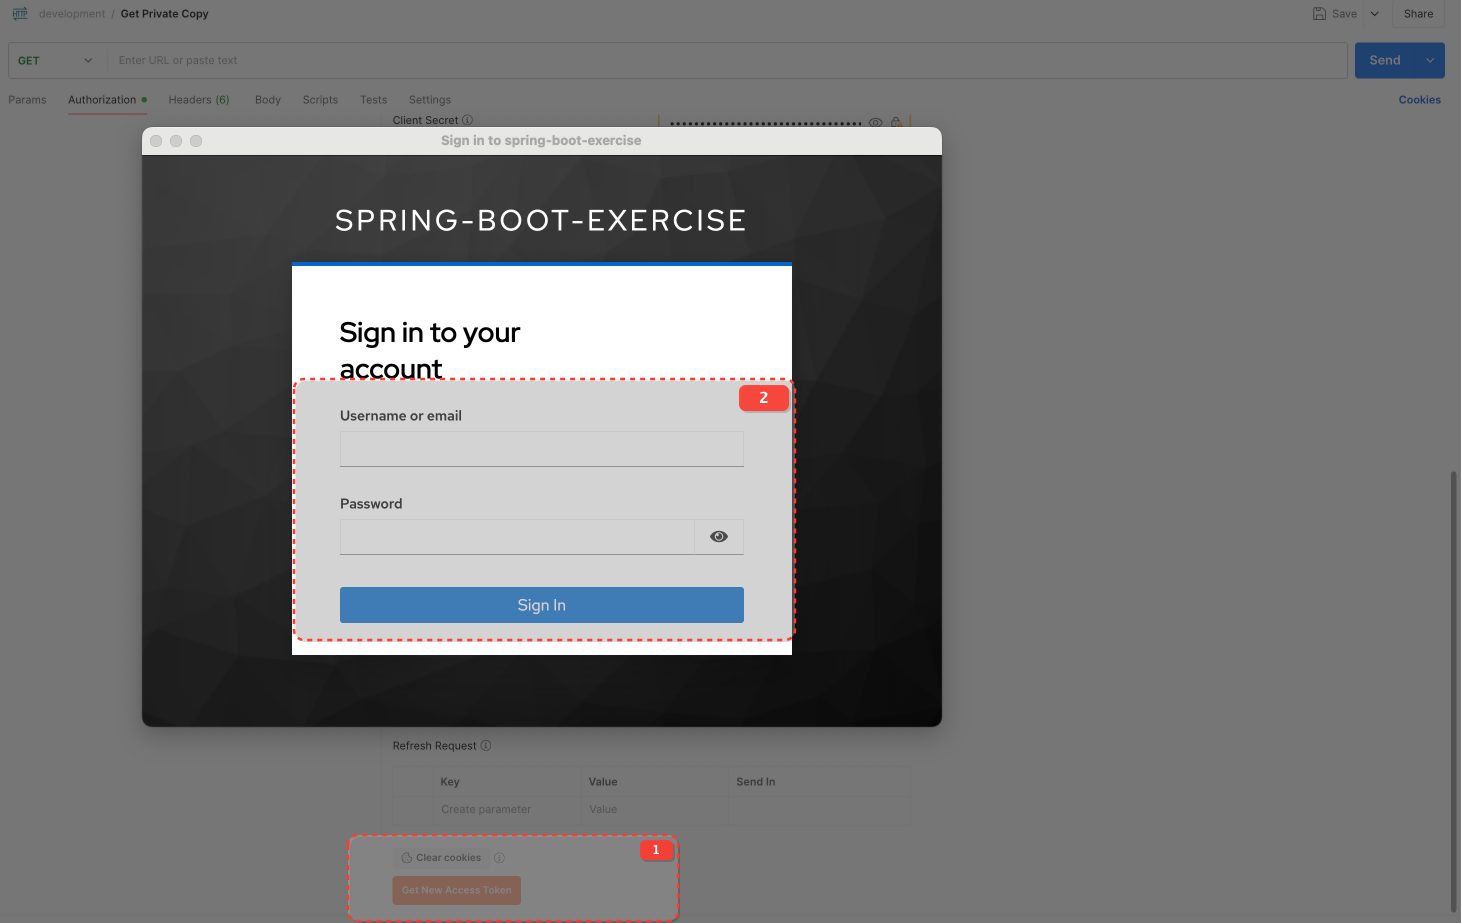 HTTP development / Get Private Copy Save Share
GET Enter URL or paste text Send
Params Authorization Headers (6) Body Scripts Tests Settings Cookies
Client Secret ••••••••••••••••••••••••••••••••
Sign in to spring-boot-exercise
SPRING-BOOT-EXERCISE
Sign in to your
account
2
Username or email
Password
Sign In
Refresh Request
Key Value Send In
Create parameter Value
1
Clear cookies
Get New Access Token